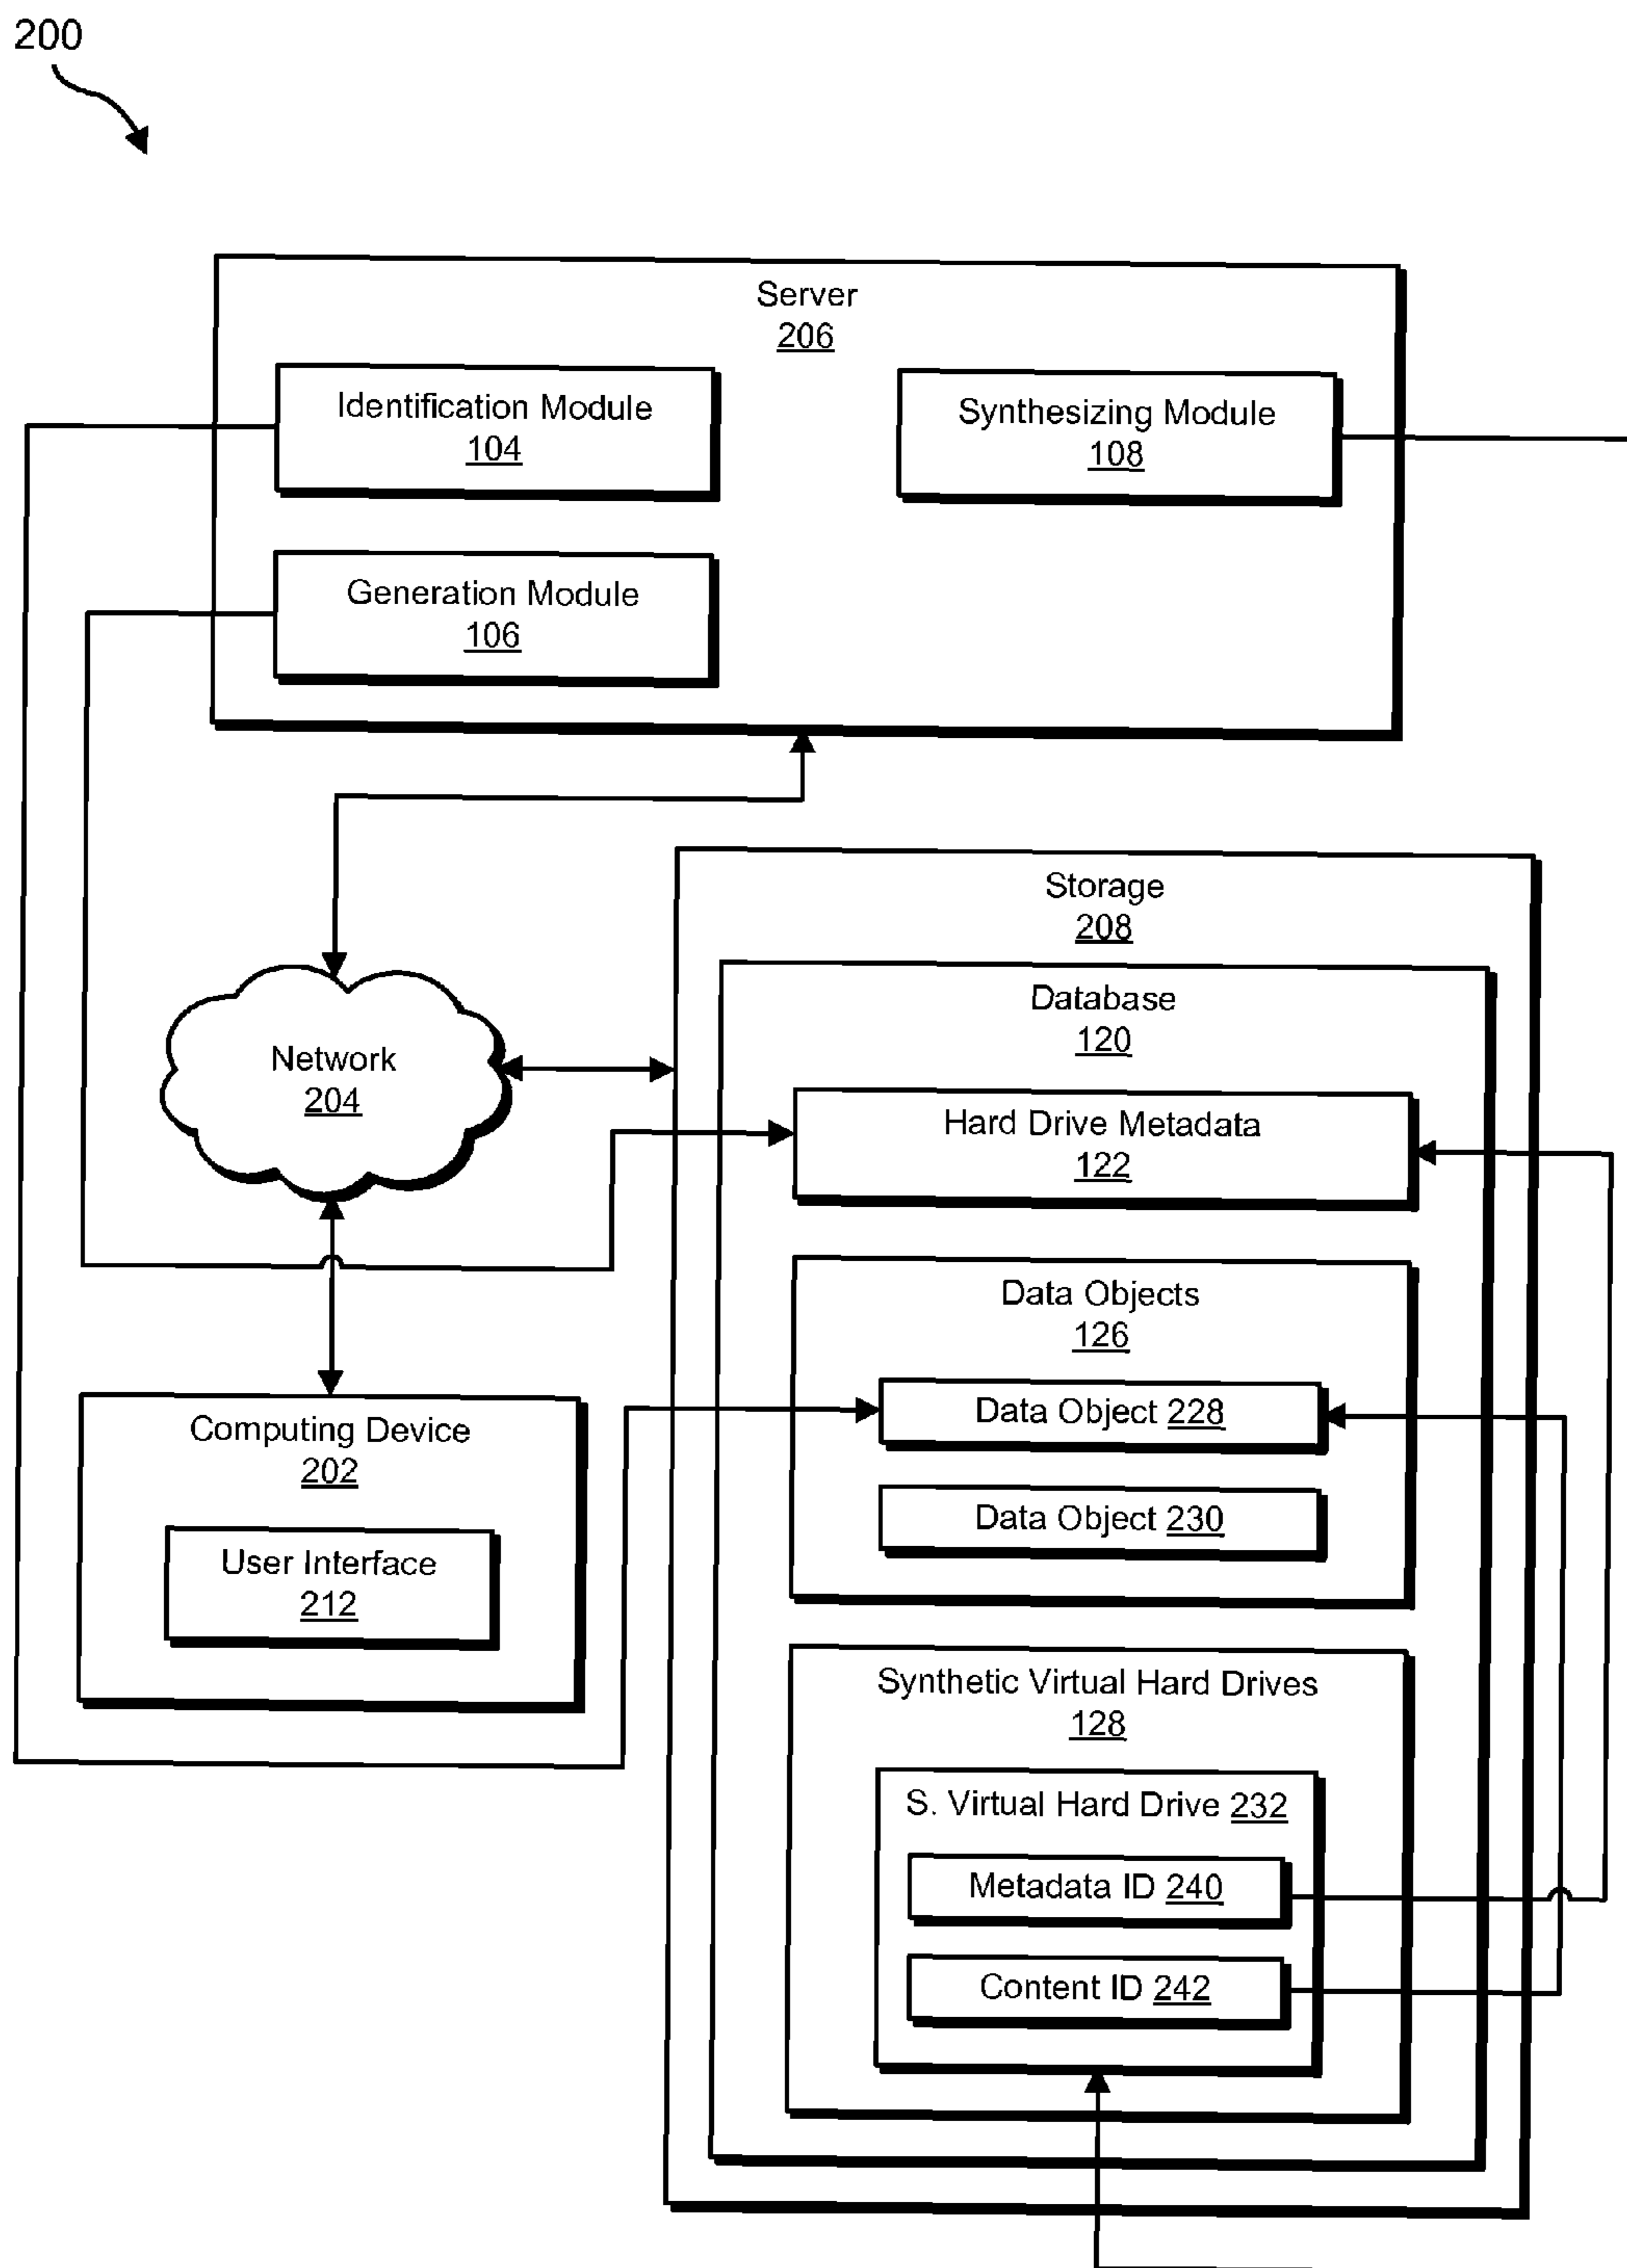 200
Server
206
Identification Module
104
Synthesizing Module
108
Generation Module
106
Storage
208
Database
120
Network
204
Hard Drive Metadata
122
Data Objects
126
Data Object 228
Data Object 230
Computing Device
202
User Interface
212
Synthetic Virtual Hard Drives
128
S. Virtual Hard Drive 232
Metadata ID 240
Content ID 242